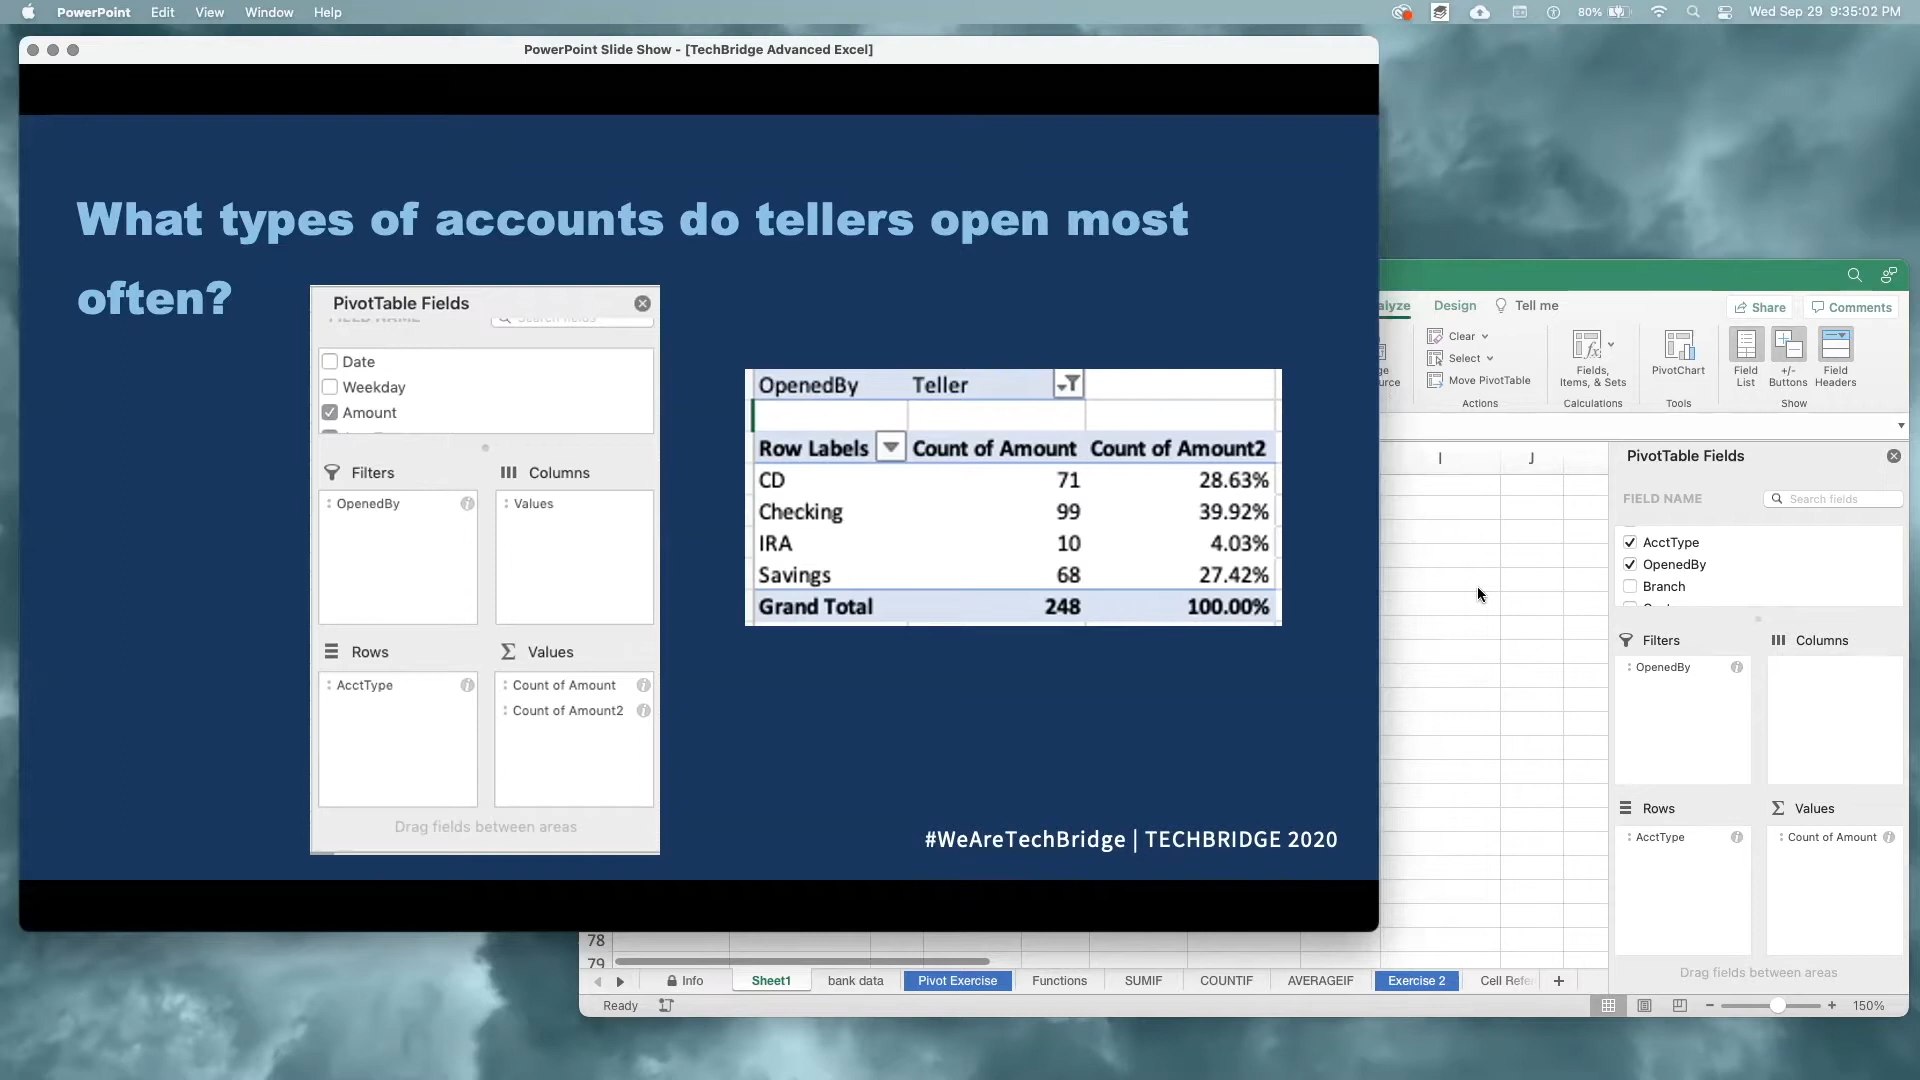 PowerPoint Edit View Window Help 80% Wed Sep 29 9:35:02 PM
PowerPoint Slide Show - [TechBridge Advanced Excel]
What types of accounts do tellers open most
often?
PivotTable Fields
FIELD NAME Search fields
Date
Weekday
Amount
Filters Columns
OpenedBy Values
Rows Values
AcctType Count of Amount
Count of Amount2
Drag fields between areas
OpenedBy Teller
Row Labels Count of Amount Count of Amount2
CD 71 28.63%
Checking 99 39.92%
IRA 10 4.03%
Savings 68 27.42%
Grand Total 248 100.00%
#WeAreTechBridge | TECHBRIDGE 2020
Design Tell me Share Comments
Clear
Select
Move PivotTable
Actions
Fields,
Items, & Sets
Calculations
PivotChart
Tools
Field
List
+/-
Buttons
Field
Headers
Show
I J
PivotTable Fields
FIELD NAME Search fields
AcctType
OpenedBy
Branch
Filters Columns
OpenedBy
Rows Values
AcctType Count of Amount
Drag fields between areas
78
79
Info Sheet1 bank data Pivot Exercise Functions SUMIF COUNTIF AVERAGEIF Exercise 2 Cell Refe +
Ready 150%